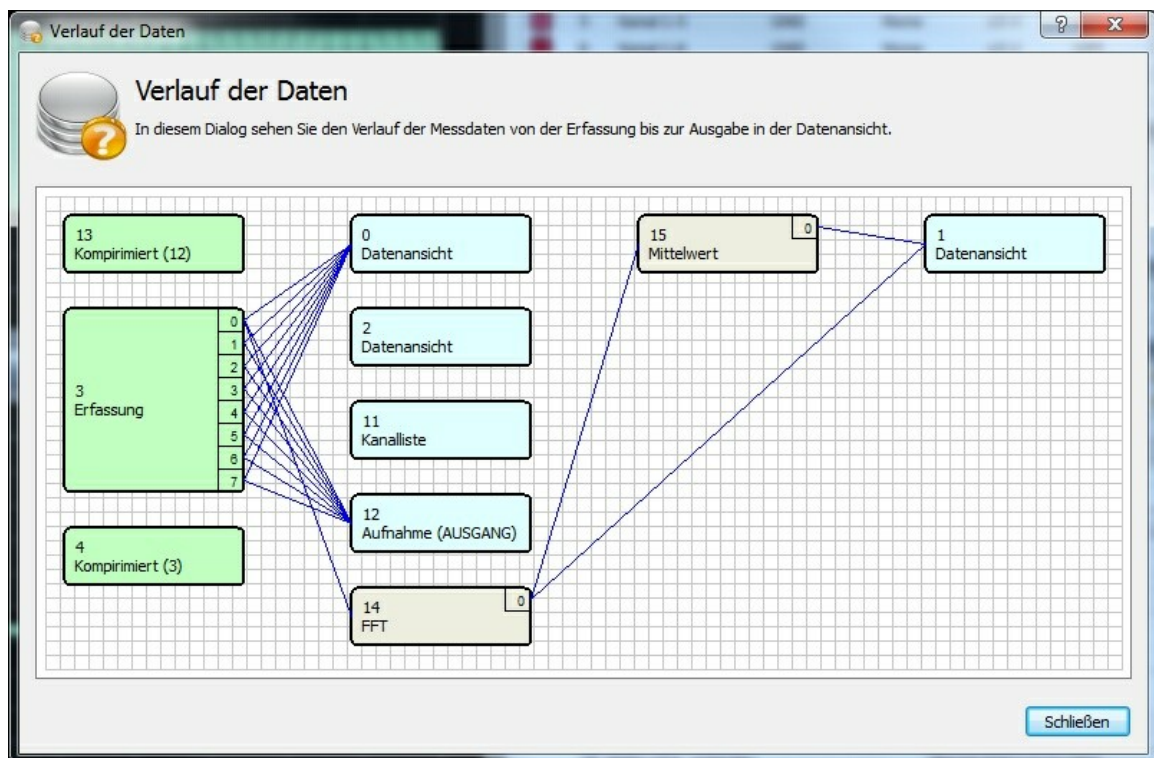 Verlauf der Daten
?
X
Verlauf der Daten
In diesem Dialog sehen Sie den Verlauf der Messdaten von der Erfassung bis zur Ausgabe in der Datenansicht.
?
13
Kompirimiert (12)
3
Erfassung
0
1
2
3
4
5
6
7
4
Kompirimiert (3)
0
Datenansicht
2
Datenansicht
11
Kanalliste
12
Aufnahme (AUSGANG)
14
FFT
0
15
Mittelwert
0
1
Datenansicht
Schließen